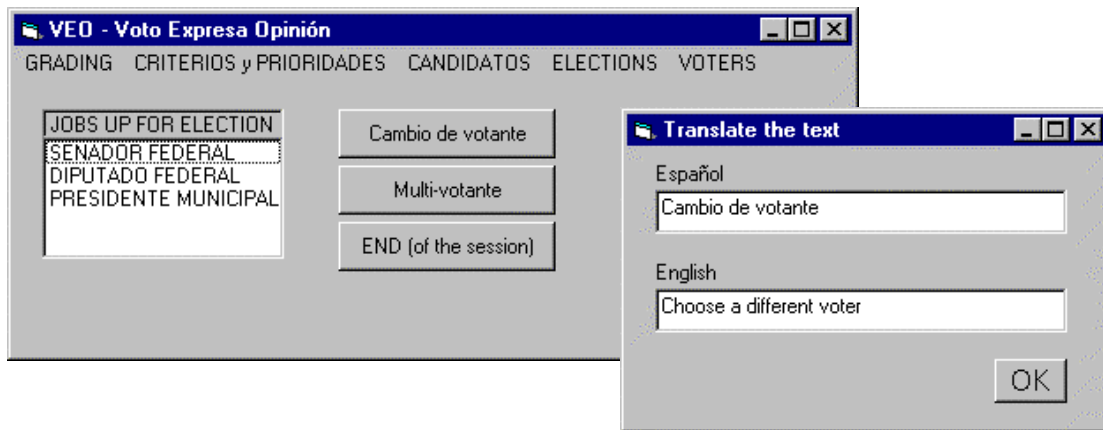 VEO - Voto Expresa Opinión
GRADING CRITERIOS y PRIORIDADES CANDIDATOS ELECTIONS VOTERS
JOBS UP FOR ELECTION
SENADOR FEDERAL
DIPUTADO FEDERAL
PRESIDENTE MUNICIPAL
Cambio de votante
Multi-votante
END (of the session)
Translate the text
Español
Cambio de votante
English
Choose a different voter
OK